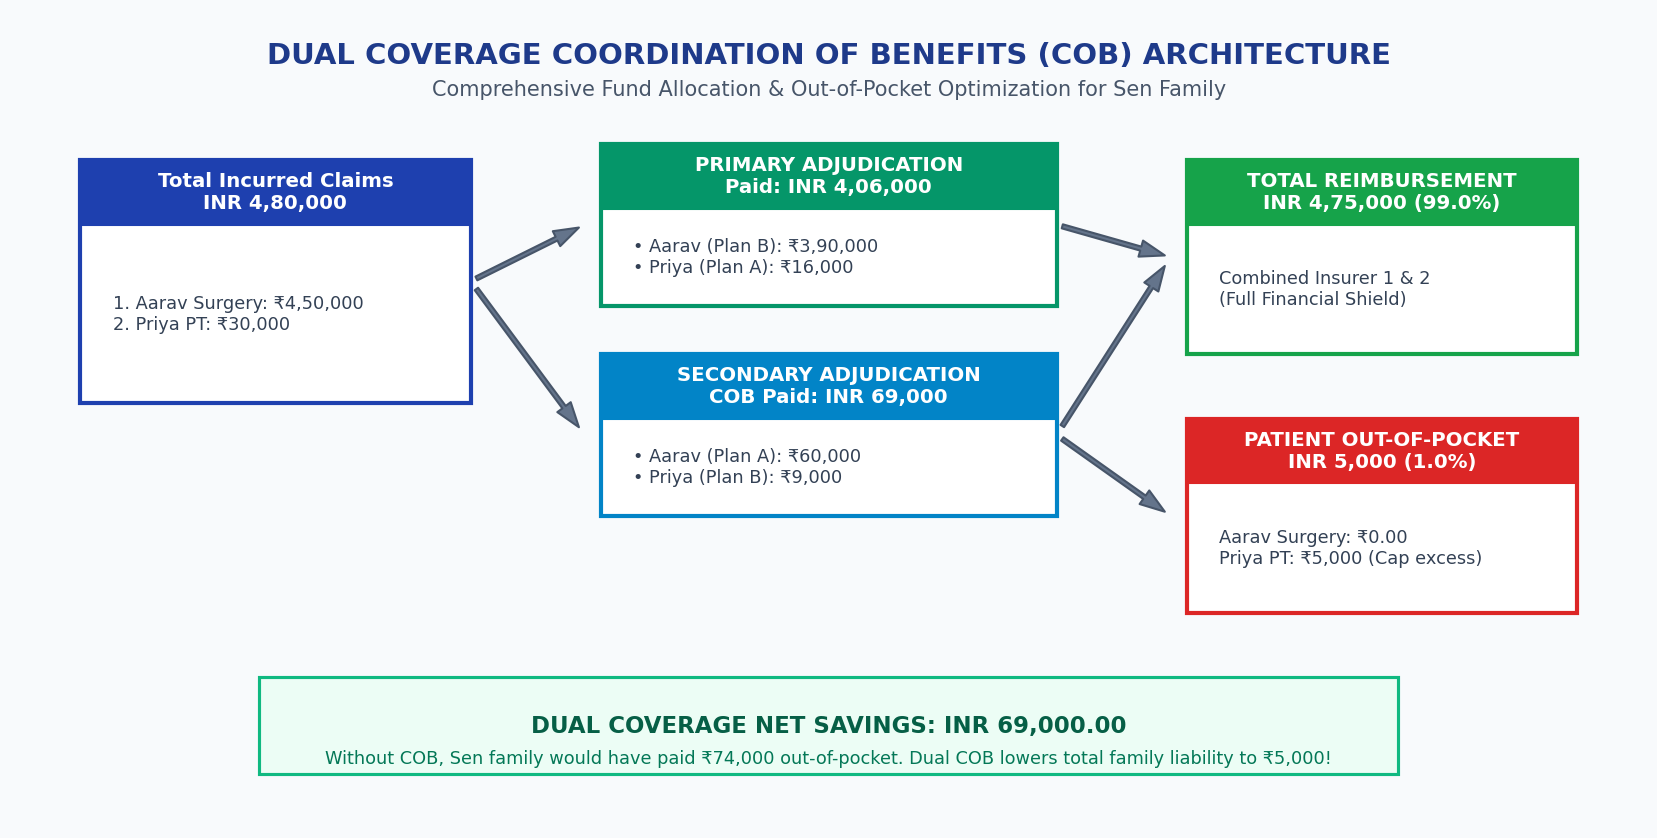 DUAL COVERAGE COORDINATION OF BENEFITS (COB) ARCHITECTURE
Comprehensive Fund Allocation & Out-of-Pocket Optimization for Sen Family
Total Incurred Claims
INR 4,80,000
1. Aarav Surgery: ₹4,50,000
2. Priya PT: ₹30,000
PRIMARY ADJUDICATION
Paid: INR 4,06,000
• Aarav (Plan B): ₹3,90,000
• Priya (Plan A): ₹16,000
SECONDARY ADJUDICATION
COB Paid: INR 69,000
• Aarav (Plan A): ₹60,000
• Priya (Plan B): ₹9,000
TOTAL REIMBURSEMENT
INR 4,75,000 (99.0%)
Combined Insurer 1 & 2
(Full Financial Shield)
PATIENT OUT-OF-POCKET
INR 5,000 (1.0%)
Aarav Surgery: ₹0.00
Priya PT: ₹5,000 (Cap excess)
DUAL COVERAGE NET SAVINGS: INR 69,000.00
Without COB, Sen family would have paid ₹74,000 out-of-pocket. Dual COB lowers total family liability to ₹5,000!